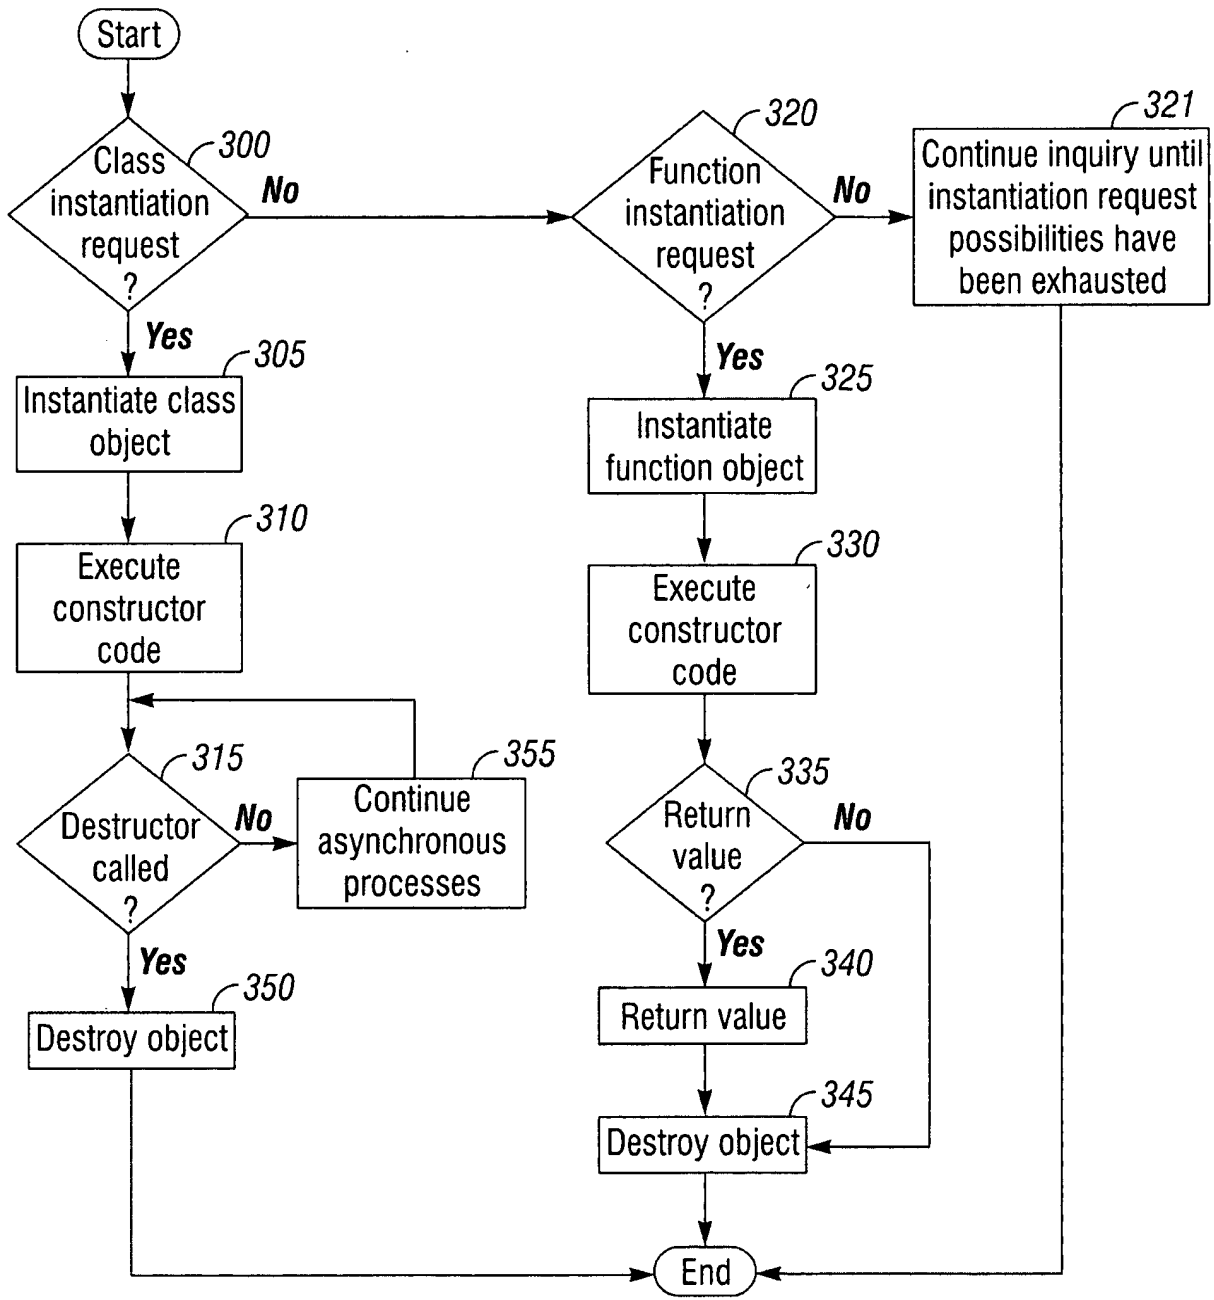 Start
300
Class
instantiation
request
?
No
Yes
305
Instantiate class
object
310
Execute
constructor
code
315
Destructor
called
?
No
355
Continue
asynchronous
processes
Yes
350
Destroy object
320
Function
instantiation
request
?
No
321
Continue inquiry until
instantiation request
possibilities have
been exhausted
Yes
325
Instantiate
function object
330
Execute
constructor
code
335
Return
value
?
No
Yes
340
Return value
345
Destroy object
End